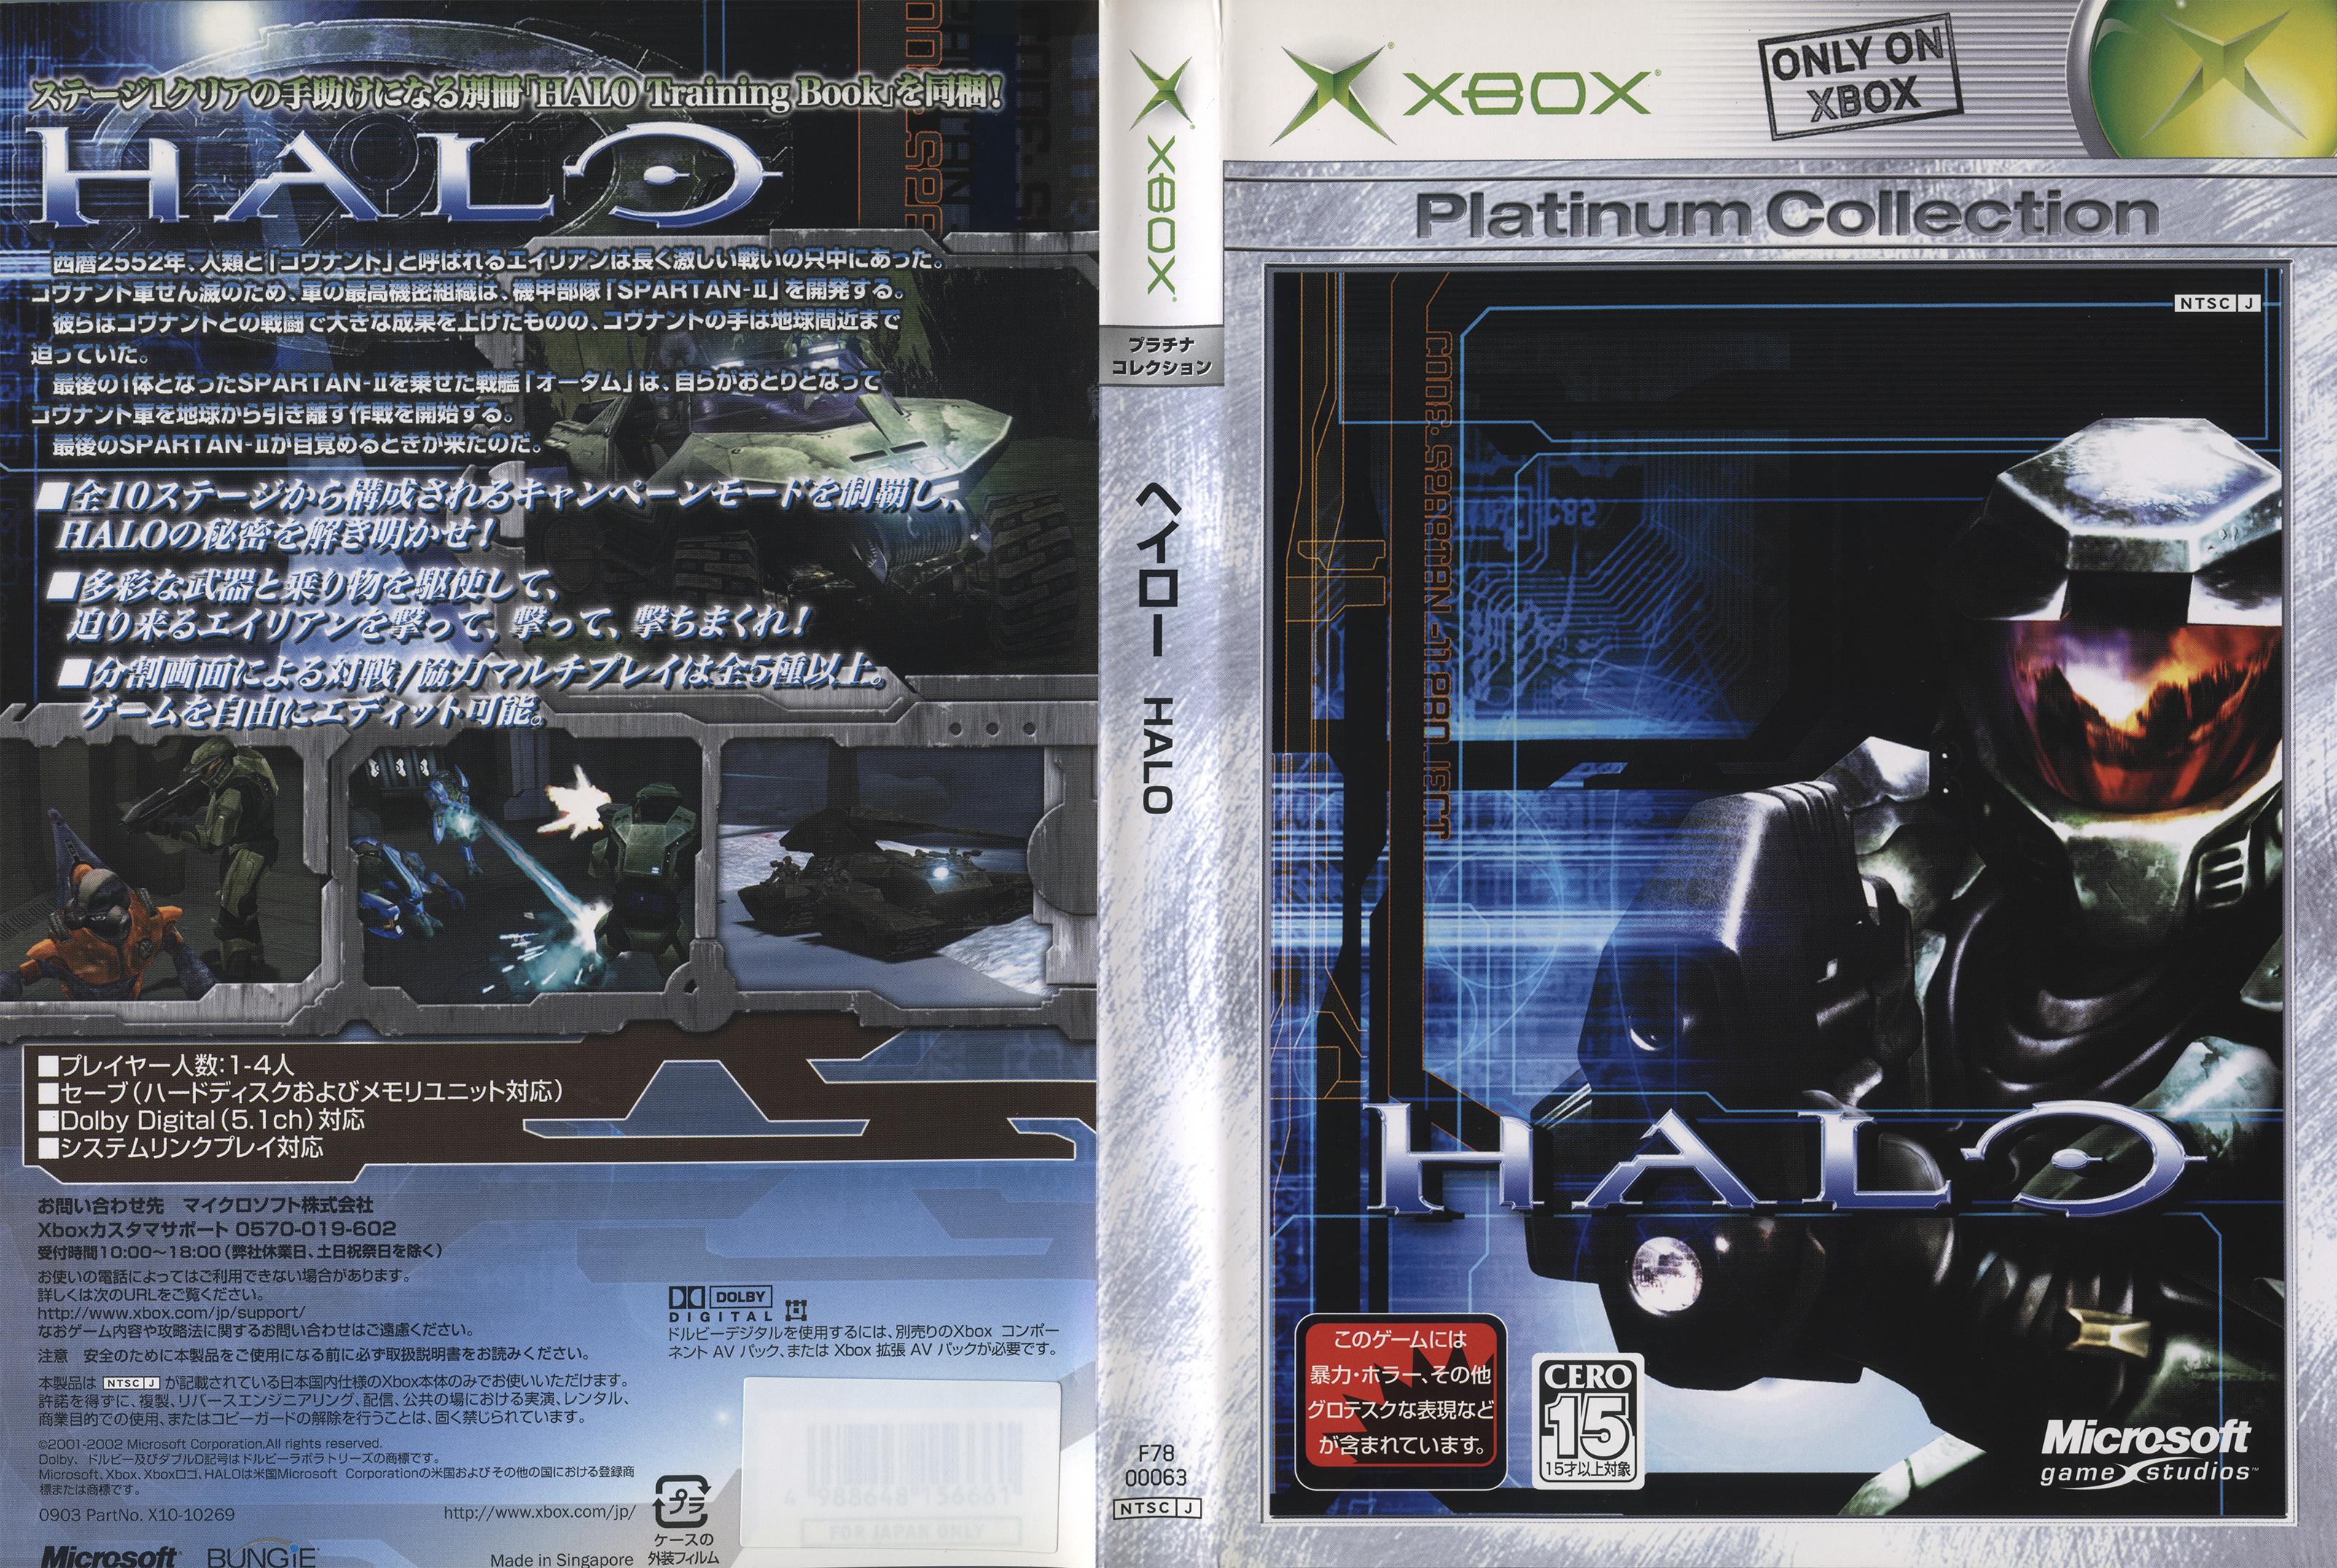 ステージ1クリアの手助けになる別冊「HALO Training Book」を同梱!
HALO
西暦2552年、人類と「コヴナント」と呼ばれるエイリアンは長く激しい戦いの只中にあった。
コヴナント軍せん滅のため、軍の最高機密組織は、機甲部隊「SPARTAN-II」を開発する。
彼らはコヴナントとの戦闘で大きな成果を上げたものの、コヴナントの手は地球間近まで
迫っていた。
最後の1体となったSPARTAN-IIを乗せた戦艦「オータム」は、自らがおとりとなって
コヴナント軍を地球から引き離す作戦を開始する。
最後のSPARTAN-IIが目覚めるときが来たのだ。
■全10ステージから構成されるキャンペーンモードを制覇し、
HALOの秘密を解き明かせ!
■多彩な武器と乗り物を駆使して、
迫り来るエイリアンを撃って、撃って、撃ちまくれ!
■分割画面による対戦/協力マルチプレイは全5種以上。
ゲームを自由にエディット可能。
■プレイヤー人数:1-4人
■セーブ(ハードディスクおよびメモリユニット対応)
■Dolby Digital(5.1ch)対応
■システムリンクプレイ対応
お問い合わせ先 マイクロソフト株式会社
Xboxカスタマサポート 0570-019-602
受付時間10:00~18:00(弊社休業日、土日祝祭日を除く)
お使いの電話によってはご利用できない場合があります。
詳しくは次のURLをご覧ください。
http://www.xbox.com/jp/support/
なおゲーム内容や攻略法に関するお問い合わせはご遠慮ください。
注意 安全のために本製品をご使用になる前に必ず取扱説明書をお読みください。
本製品は NTSC J が記載されている日本国内仕様のXbox本体のみでお使いいただけます。
許諾を得ずに、複製、リバースエンジニアリング、配信、公共の場における実演、レンタル、
商業目的での使用、またはコピーガードの解除を行うことは、固く禁じられています。
©2001-2002 Microsoft Corporation.All rights reserved.
Dolby、ドルビー及びダブルD記号はドルビーラボラトリーズの商標です。
Microsoft、Xbox、Xboxロゴ、HALOは米国Microsoft Corporationの米国およびその他の国における登録商
標または商標です。
0903 PartNo. X10-10269
http://www.xbox.com/jp/
Microsoft
BUNGIE
Made in Singapore
DOLBY
DIGITAL
ドルビーデジタルを使用するには、別売りのXbox コンポー
ネント AV パック、または Xbox 拡張 AV パックが必要です。
プラ
ケースの
外装フィルム
4 988648 156661
FOR JAPAN ONLY
XBOX
プラチナ
コレクション
ヘイロー HALO
F78
00063
NTSC J
XBOX
ONLY ON
XBOX
Platinum Collection
NTSC J
HALO
このゲームには
暴力・ホラー、その他
グロテスクな表現など
が含まれています。
CERO
15
15才以上対象
Microsoft
game studios™